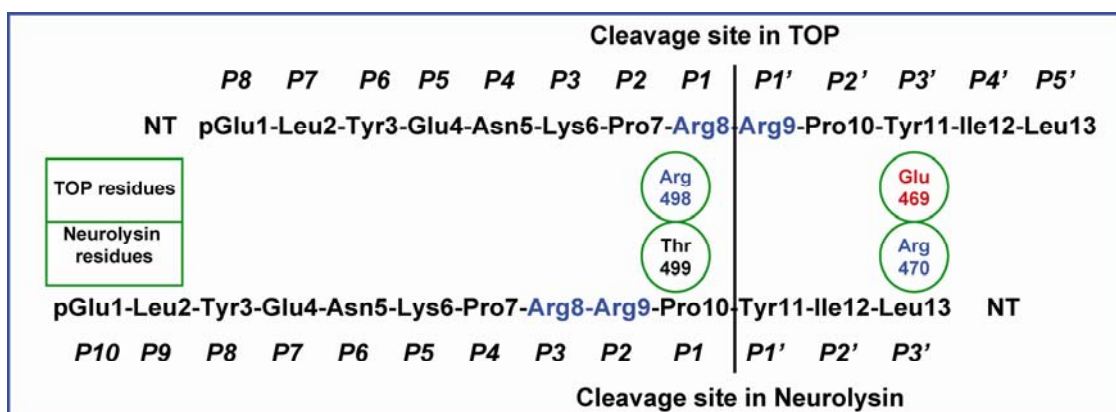 Cleavage site in TOP
P8 P7 P6 P5 P4 P3 P2 P1 P1' P2' P3' P4' P5'
NT pGlu1-Leu2-Tyr3-Glu4-Asn5-Lys6-Pro7-Arg8-Arg9-Pro10-Tyr11-Ile12-Leu13
TOP residues
Arg
498
Glu
469
Neurolysin
residues
Thr
499
Arg
470
pGlu1-Leu2-Tyr3-Glu4-Asn5-Lys6-Pro7-Arg8-Arg9-Pro10-Tyr11-Ile12-Leu13 NT
P10 P9 P8 P7 P6 P5 P4 P3 P2 P1 P1' P2' P3'
Cleavage site in Neurolysin